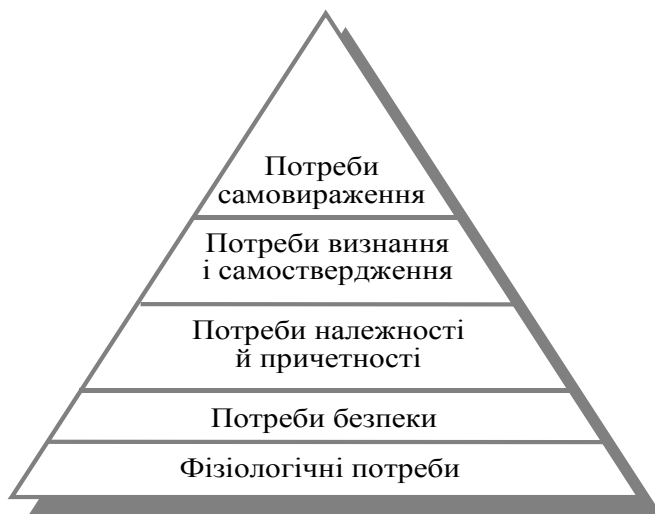 Потреби
самовираження
Потреби визнання
і самоствердження
Потреби належності
й причетності
Потреби безпеки
Фізіологічні потреби